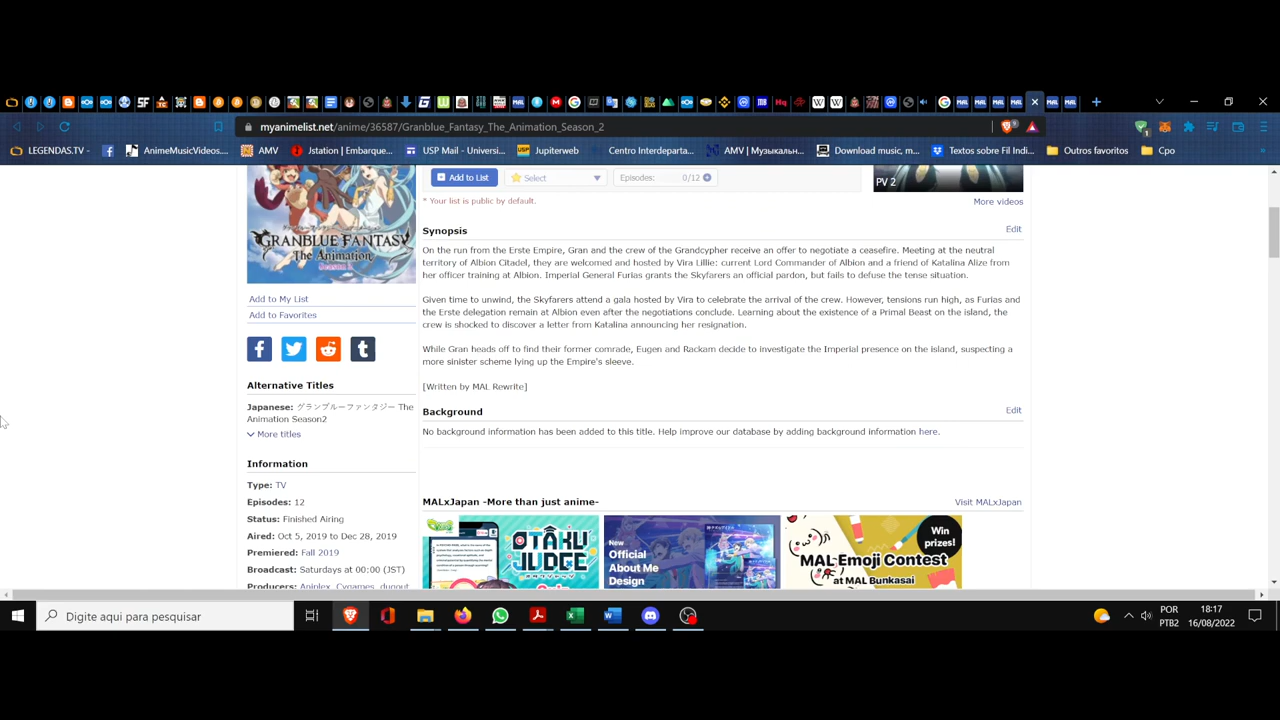 myanimelist.net/anime/36587/Granblue_Fantasy_The_Animation_Season_2
LEGENDAS.TV -
AnimeMusicVideos....
AMV
Jstation | Embarque...
USP Mail - Universi...
Jupiterweb
Centro Interdeparta...
AMV | Музыкальн...
Download music, m...
Textos sobre Fil Indi...
Outros favoritos
Cpo
Add to List
Select
Episodes: 0/12
PV 2
* Your list is public by default.
More videos
GRANBLUE FANTASY
The Animation
Add to My List
Add to Favorites
Alternative Titles
Japanese: グランブルーファンタジー The
Animation Season2
More titles
Information
Type: TV
Episodes: 12
Status: Finished Airing
Aired: Oct 5, 2019 to Dec 28, 2019
Premiered: Fall 2019
Broadcast: Saturdays at 00:00 (JST)
Producers: Aniplex, Cygames, dugout
Synopsis
Edit
On the run from the Erste Empire, Gran and the crew of the Grandcypher receive an offer to negotiate a ceasefire. Meeting at the neutral
territory of Albion Citadel, they are welcomed and hosted by Vira Lillie: current Lord Commander of Albion and a friend of Katalina Alize from
her officer training at Albion. Imperial General Furias grants the Skyfarers an official pardon, but fails to defuse the tense situation.
Given time to unwind, the Skyfarers attend a gala hosted by Vira to celebrate the arrival of the crew. However, tensions run high, as Furias and
the Erste delegation remain at Albion even after the negotiations conclude. Learning about the existence of a Primal Beast on the island, the
crew is shocked to discover a letter from Katalina announcing her resignation.
While Gran heads off to find their former comrade, Eugen and Rackam decide to investigate the Imperial presence on the island, suspecting a
more sinister scheme lying up the Empire's sleeve.
[Written by MAL Rewrite]
Background
Edit
No background information has been added to this title. Help improve our database by adding background information here.
MALxJapan -More than just anime-
Visit MALxJapan
OTAKU
JUDGE
New
Official
About Me
Design
Win
prizes!
MAL Emoji Contest
at MAL Bunkasai
Digite aqui para pesquisar
POR
PTB2
18:17
16/08/2022